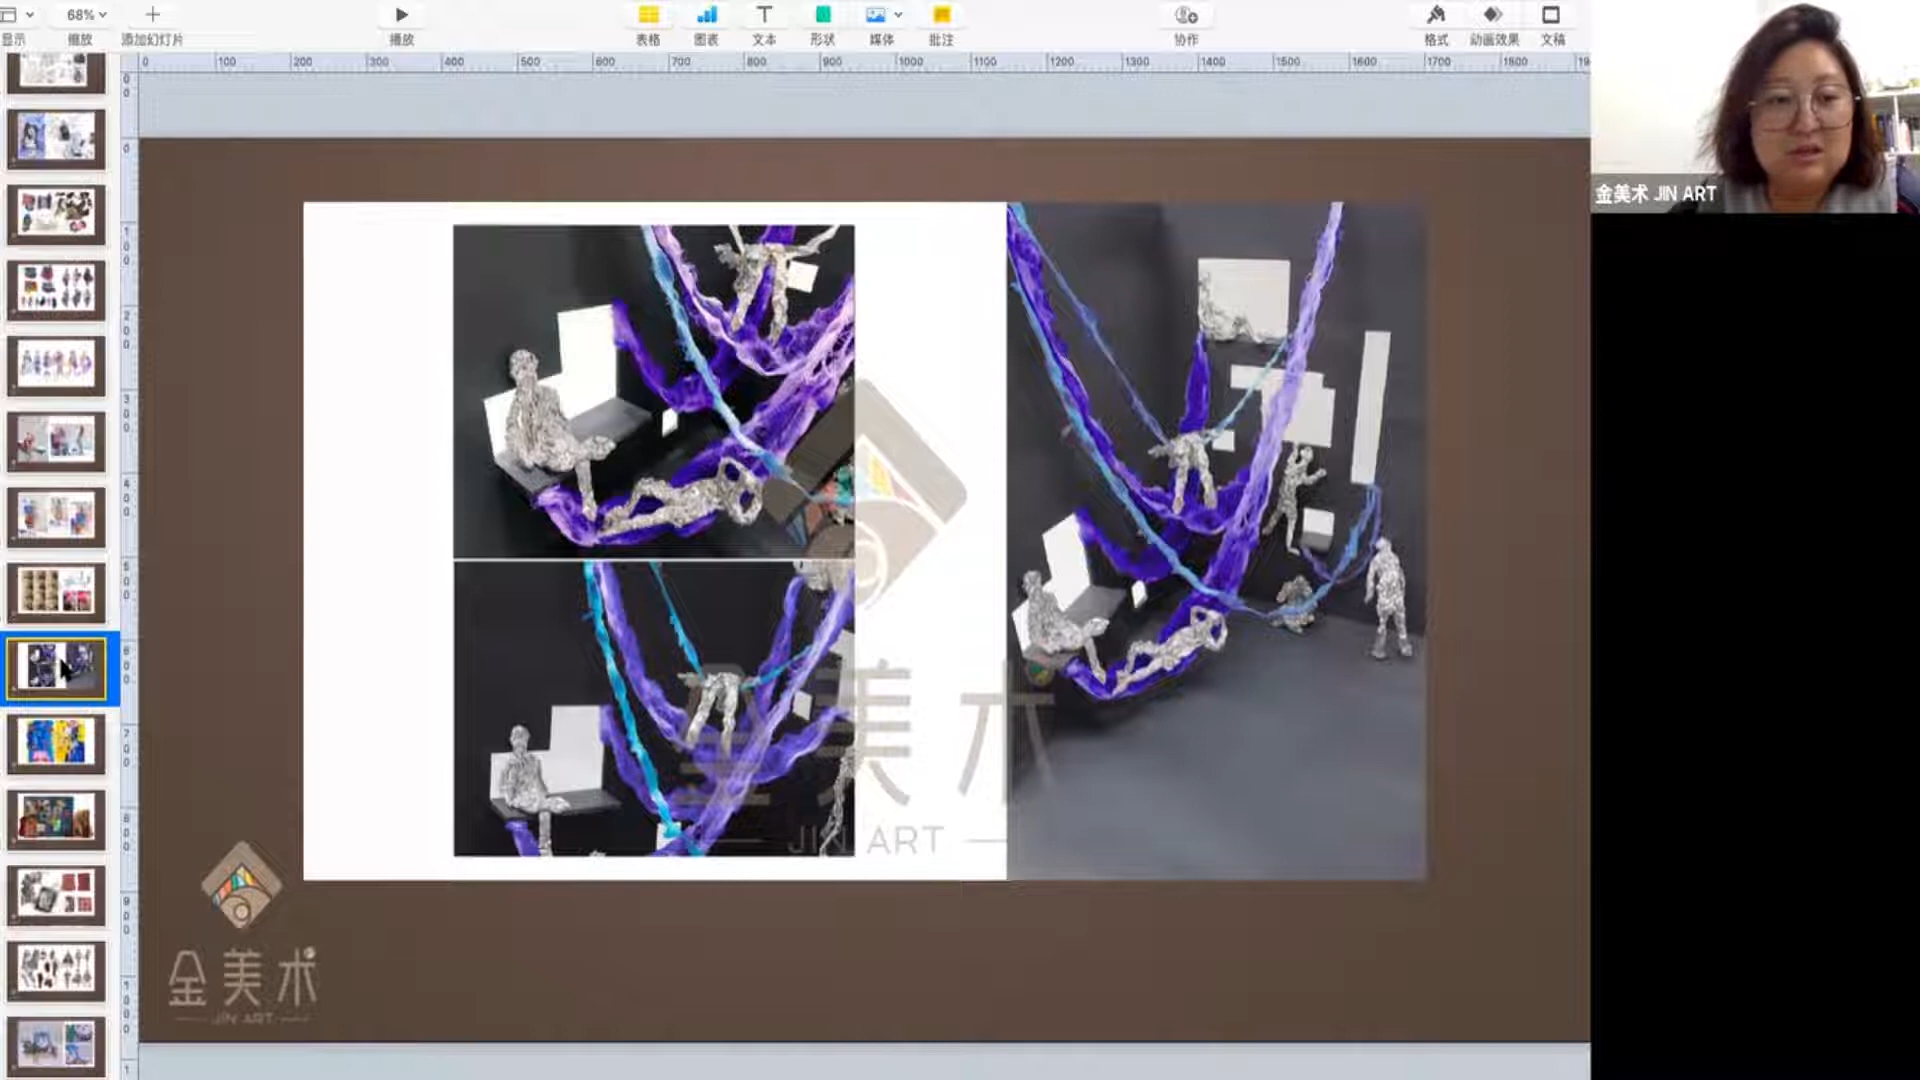 68%
显示
缩放
添加幻灯片
播放
表格
图表
文本
形状
媒体
批注
协作
格式
动画效果
文稿
0 100 200 300 400 500 600 700 800 900 1000 1100 1200 1300 1400 1500 1600 1700 1800 19
金美术 JIN ART
金美术
JIN ART
金美术
JIN ART